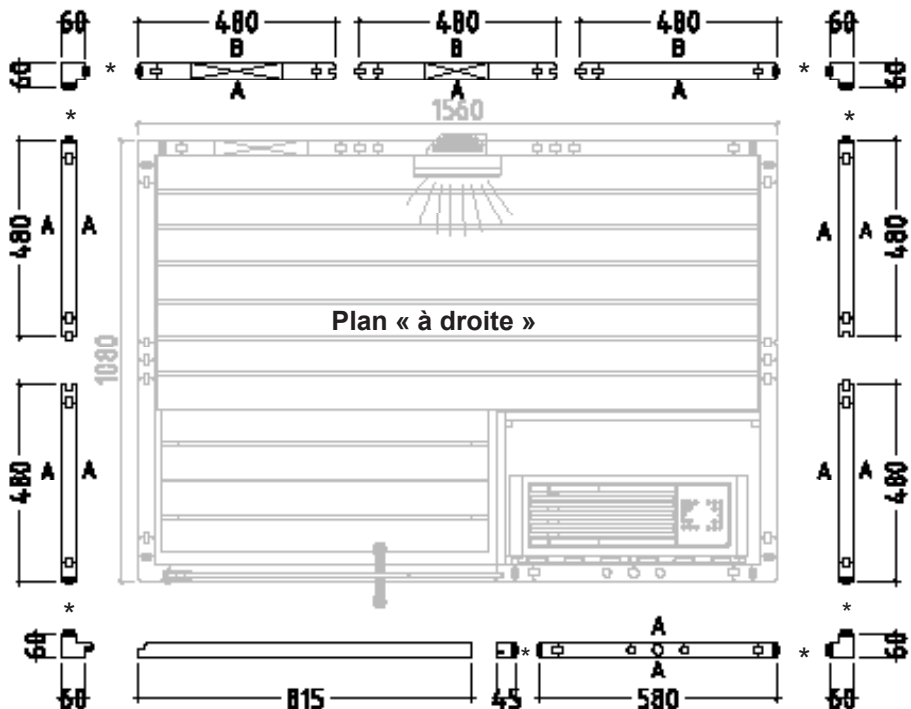 60 480 480 480 60
B B B
60 * * 60
A A A
* 1560 *
480 A A A A 480
Plan « à droite »
1080
480 A A A A 480
* *
A
60 * * 60
A
60 815 45 580 60